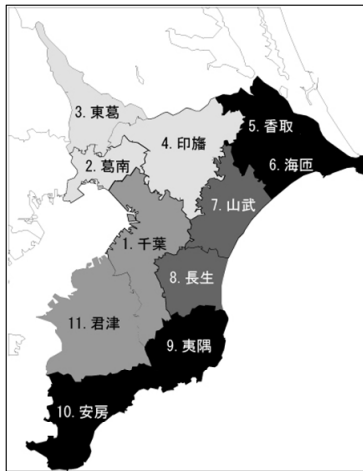 3. 東葛
4. 印旛
5. 香取
2. 葛南
6. 海匝
7. 山武
1. 千葉
8. 長生
11. 君津
9. 夷隅
10. 安房